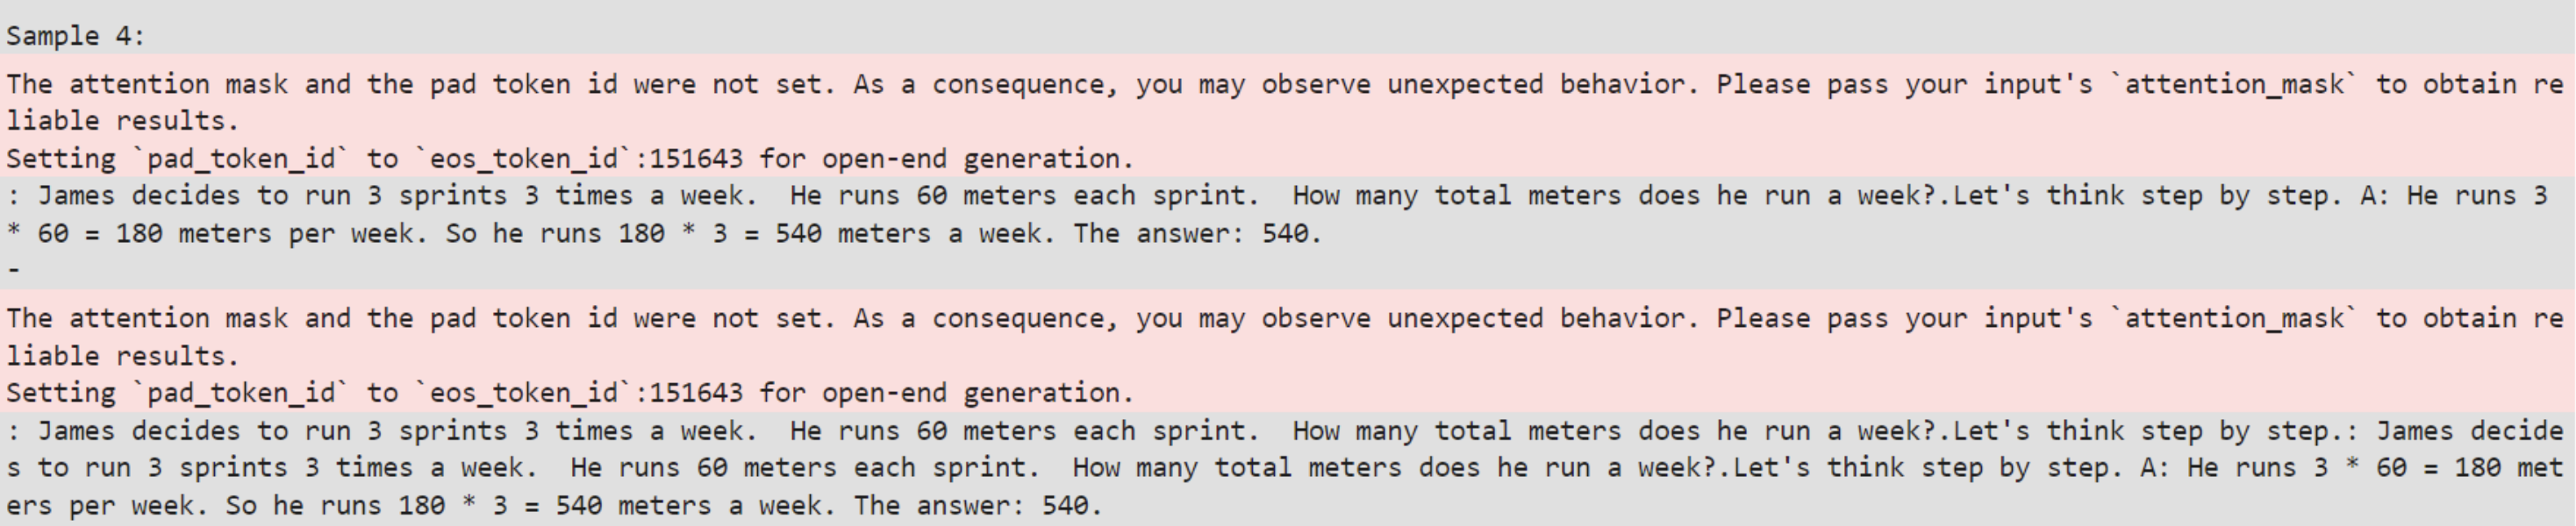 Sample 4:
The attention mask and the pad token id were not set. As a consequence, you may observe unexpected behavior. Please pass your input's `attention_mask` to obtain re
liable results.
Setting `pad_token_id` to `eos_token_id`:151643 for open-end generation.
: James decides to run 3 sprints 3 times a week.  He runs 60 meters each sprint.  How many total meters does he run a week?.Let's think step by step. A: He runs 3
* 60 = 180 meters per week. So he runs 180 * 3 = 540 meters a week. The answer: 540.
-
The attention mask and the pad token id were not set. As a consequence, you may observe unexpected behavior. Please pass your input's `attention_mask` to obtain re
liable results.
Setting `pad_token_id` to `eos_token_id`:151643 for open-end generation.
: James decides to run 3 sprints 3 times a week.  He runs 60 meters each sprint.  How many total meters does he run a week?.Let's think step by step.: James decide
s to run 3 sprints 3 times a week.  He runs 60 meters each sprint.  How many total meters does he run a week?.Let's think step by step. A: He runs 3 * 60 = 180 met
ers per week. So he runs 180 * 3 = 540 meters a week. The answer: 540.